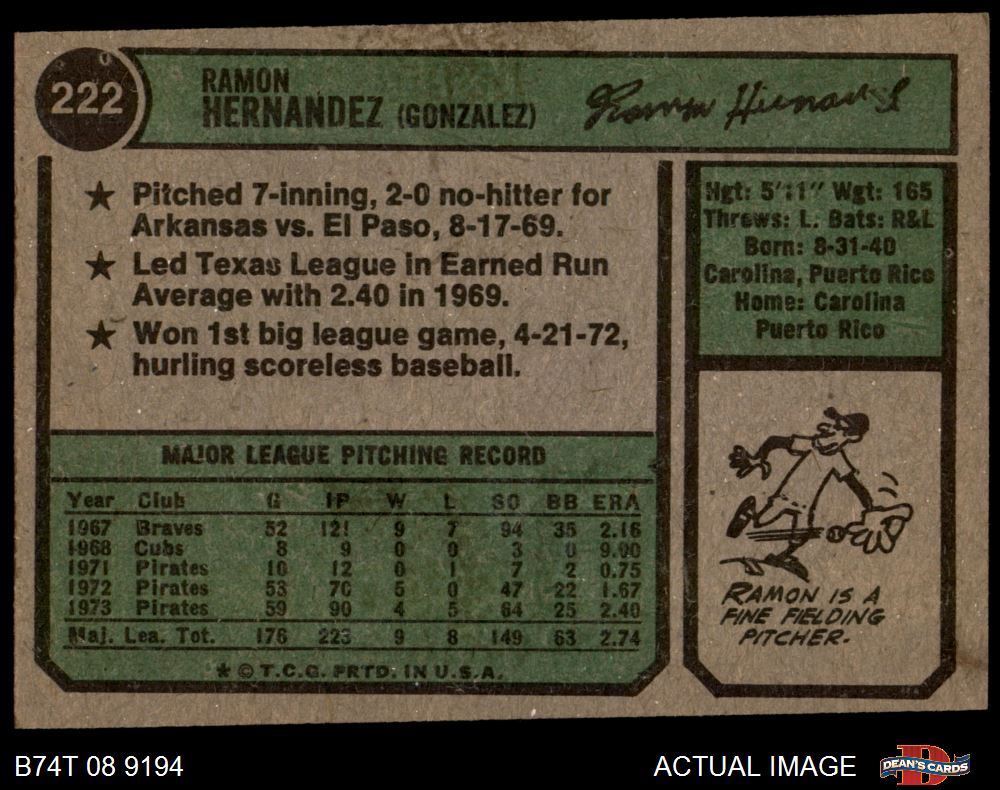 222
RAMON
HERNANDEZ (GONZALEZ)
Ramon Hernandez
★ Pitched 7-inning, 2-0 no-hitter for
Arkansas vs. El Paso, 8-17-69.
★ Led Texas League in Earned Run
Average with 2.40 in 1969.
★ Won 1st big league game, 4-21-72,
hurling scoreless baseball.
Hgt: 5'11" Wgt: 165
Throws: L. Bats: R&L
Born: 8-31-40
Carolina, Puerto Rico
Home: Carolina
Puerto Rico
MAJOR LEAGUE PITCHING RECORD
Year Club G IP W L SO BB ERA
1967 Braves 52 121 9 7 94 35 2.16
1968 Cubs 8 9 0 0 3 0 9.00
1971 Pirates 10 12 0 1 7 2 0.75
1972 Pirates 53 70 5 0 47 22 1.67
1973 Pirates 59 90 4 5 64 25 2.40
Maj. Lea. Tot. 176 223 9 8 149 63 2.74
★ © T.C.G. PRTD. IN U.S.A.
RAMON IS A
FINE FIELDING
PITCHER.
B74T 08 9194
ACTUAL IMAGE
DEAN'S CARDS